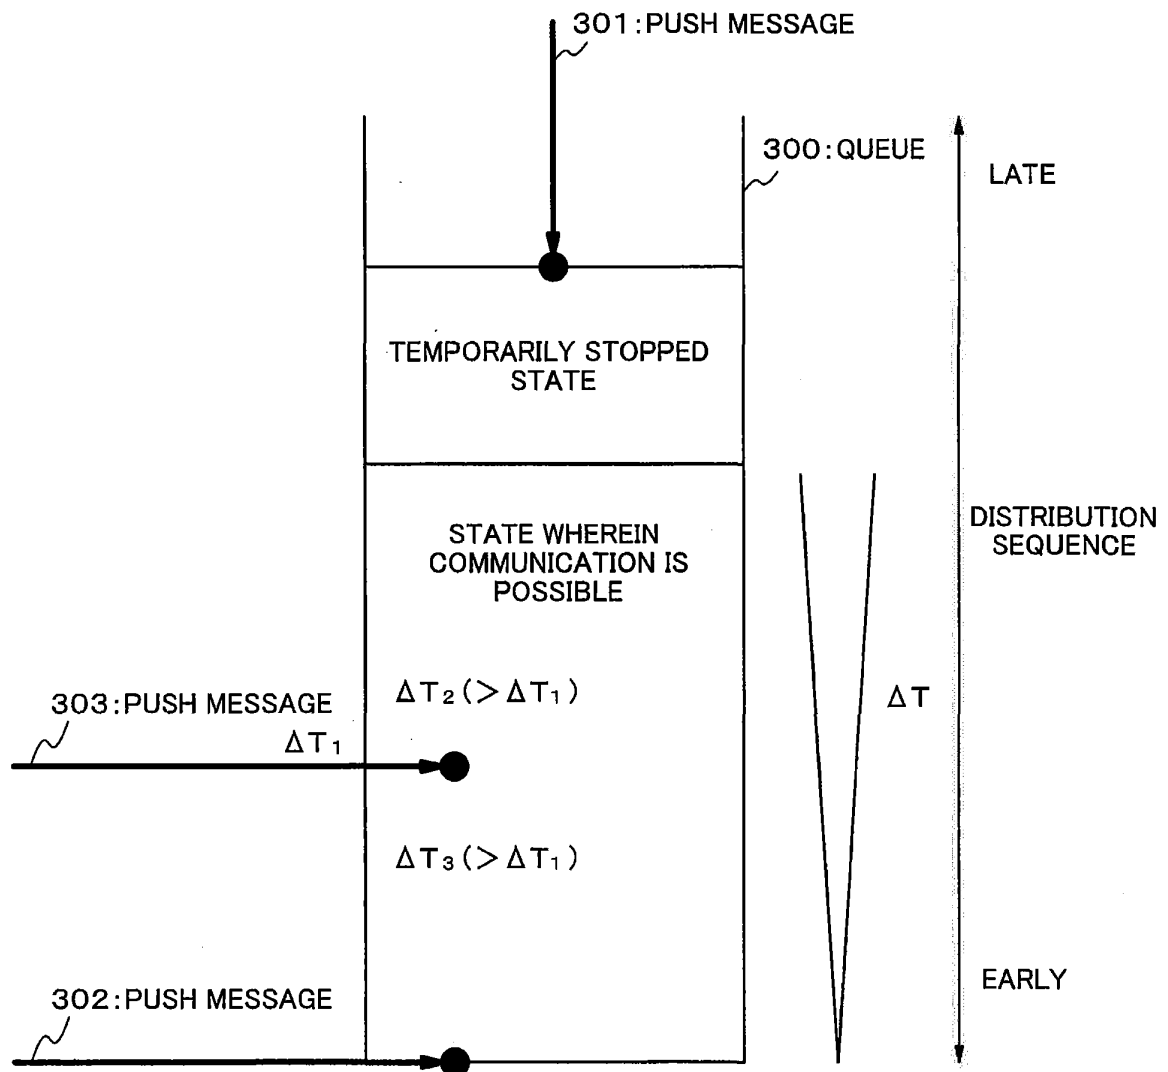 301:PUSH MESSAGE
300:QUEUE
LATE
TEMPORARILY STOPPED
STATE
STATE WHEREIN
COMMUNICATION IS
POSSIBLE
DISTRIBUTION
SEQUENCE
ΔT₂(>ΔT₁)
ΔT
303:PUSH MESSAGE
ΔT₁
ΔT₃(>ΔT₁)
EARLY
302:PUSH MESSAGE